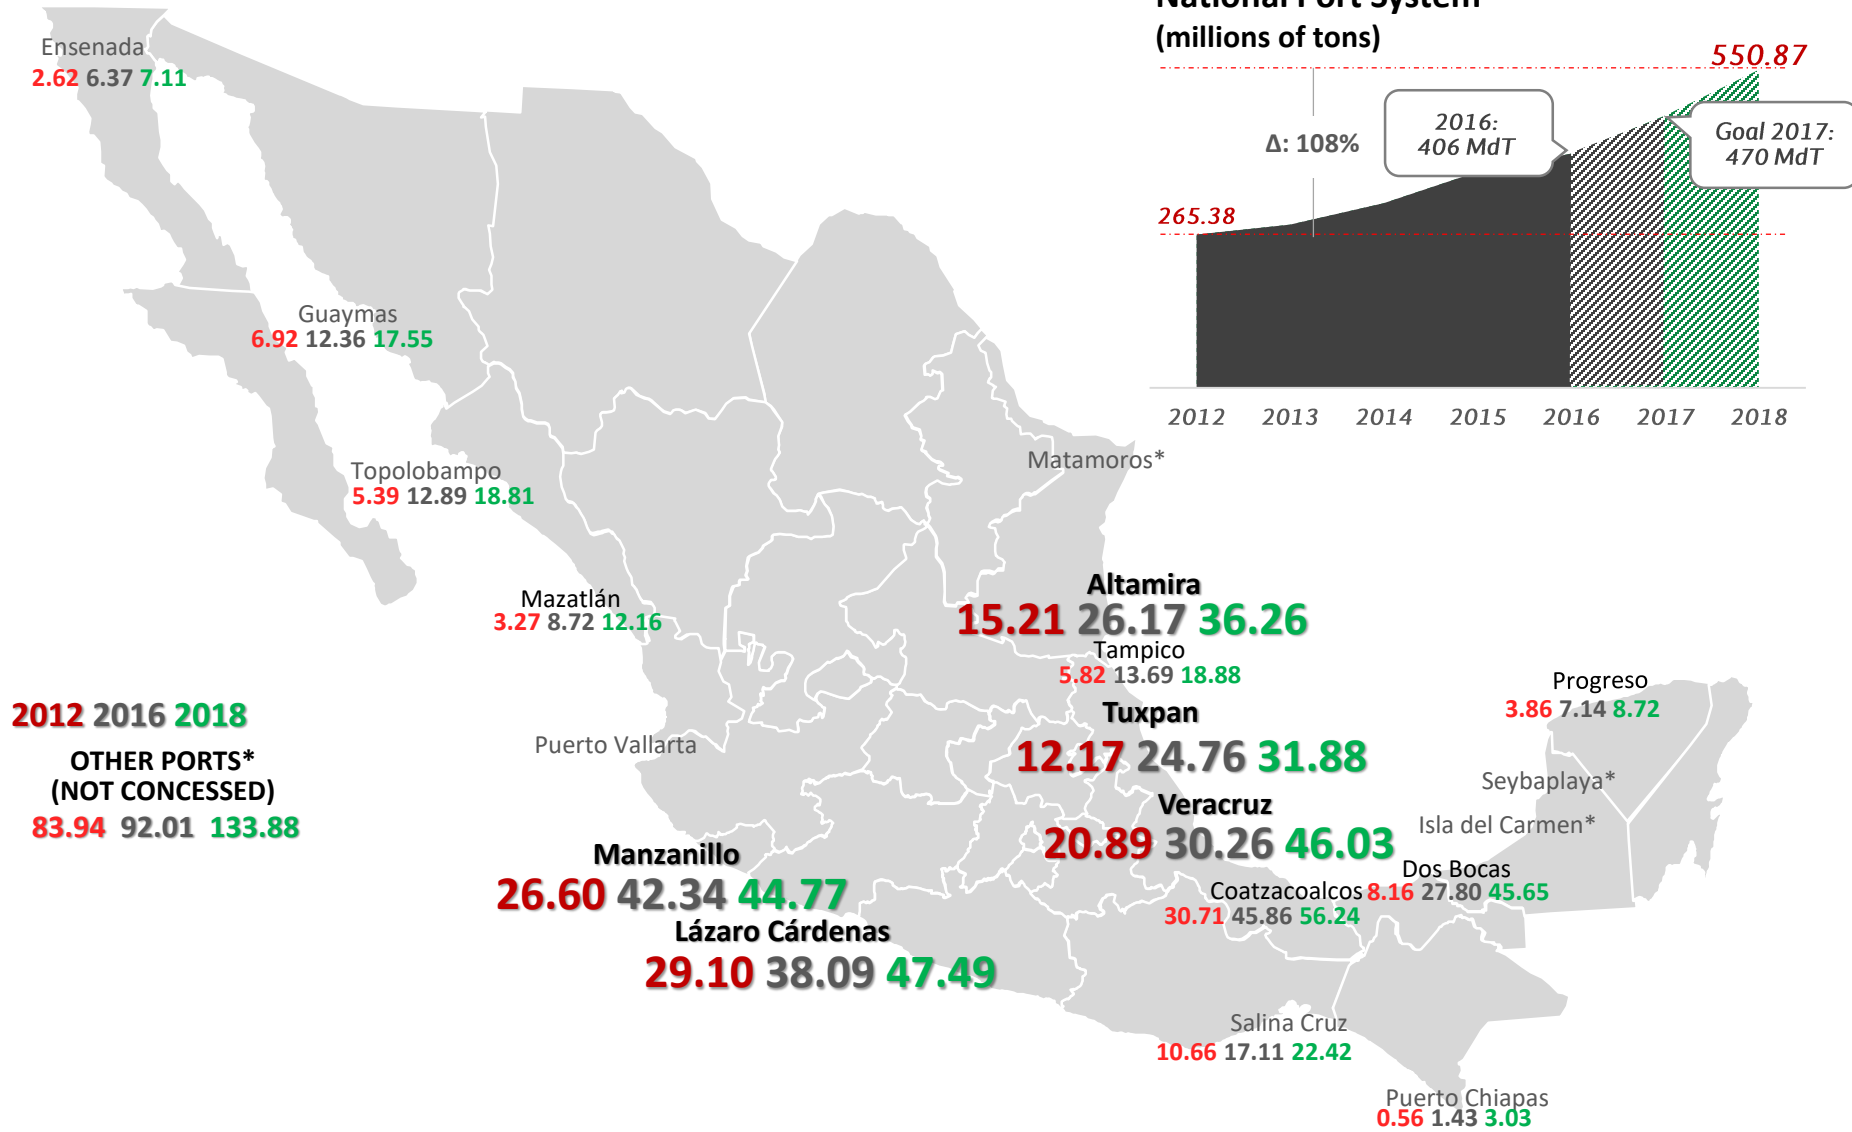 National Port System
(millions of tons)
550.87
2016:
406 MdT
Goal 2017:
470 MdT
Δ: 108%
265.38
2012 2013 2014 2015 2016 2017 2018
Ensenada
2.62 6.37 7.11
Guaymas
6.92 12.36 17.55
Topolobampo
5.39 12.89 18.81
Matamoros*
Mazatlán
3.27 8.72 12.16
Altamira
15.21 26.17 36.26
Tampico
5.82 13.69 18.88
Tuxpan
12.17 24.76 31.88
Progreso
3.86 7.14 8.72
2012 2016 2018
OTHER PORTS*
(NOT CONCESSED)
83.94 92.01 133.88
Puerto Vallarta
Seybaplaya*
Veracruz
20.89 30.26 46.03
Isla del Carmen*
Manzanillo
26.60 42.34 44.77
Dos Bocas
8.16 27.80 45.65
Coatzacoalcos
30.71 45.86 56.24
Lázaro Cárdenas
29.10 38.09 47.49
Salina Cruz
10.66 17.11 22.42
Puerto Chiapas
0.56 1.43 3.03